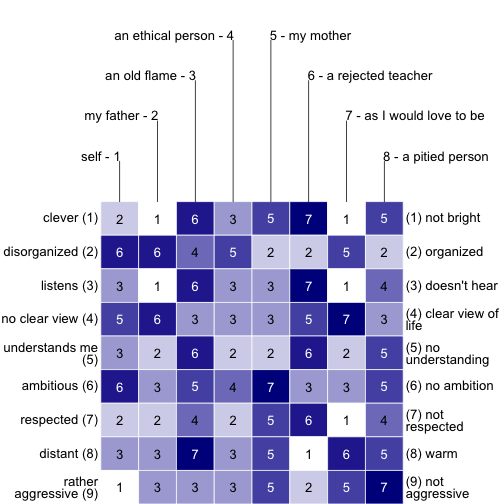 an ethical person - 4
5 - my mother
an old flame - 3
6 - a rejected teacher
my father - 2
7 - as I would love to be
self - 1
8 - a pitied person
clever (1) 2 1 6 3 5 7 1 5 (1) not bright
disorganized (2) 6 6 4 5 2 2 5 2 (2) organized
listens (3) 3 1 6 3 3 7 1 4 (3) doesn't hear
no clear view (4) 5 6 3 3 3 5 7 3 (4) clear view of
life
understands me
(5) 3 2 6 2 2 6 2 5 (5) no
understanding
ambitious (6) 6 3 5 4 7 3 3 5 (6) no ambition
respected (7) 2 2 4 2 5 6 1 4 (7) not
respected
distant (8) 3 3 7 3 5 1 6 5 (8) warm
rather
aggressive (9) 1 3 3 3 5 2 5 7 (9) not
aggressive